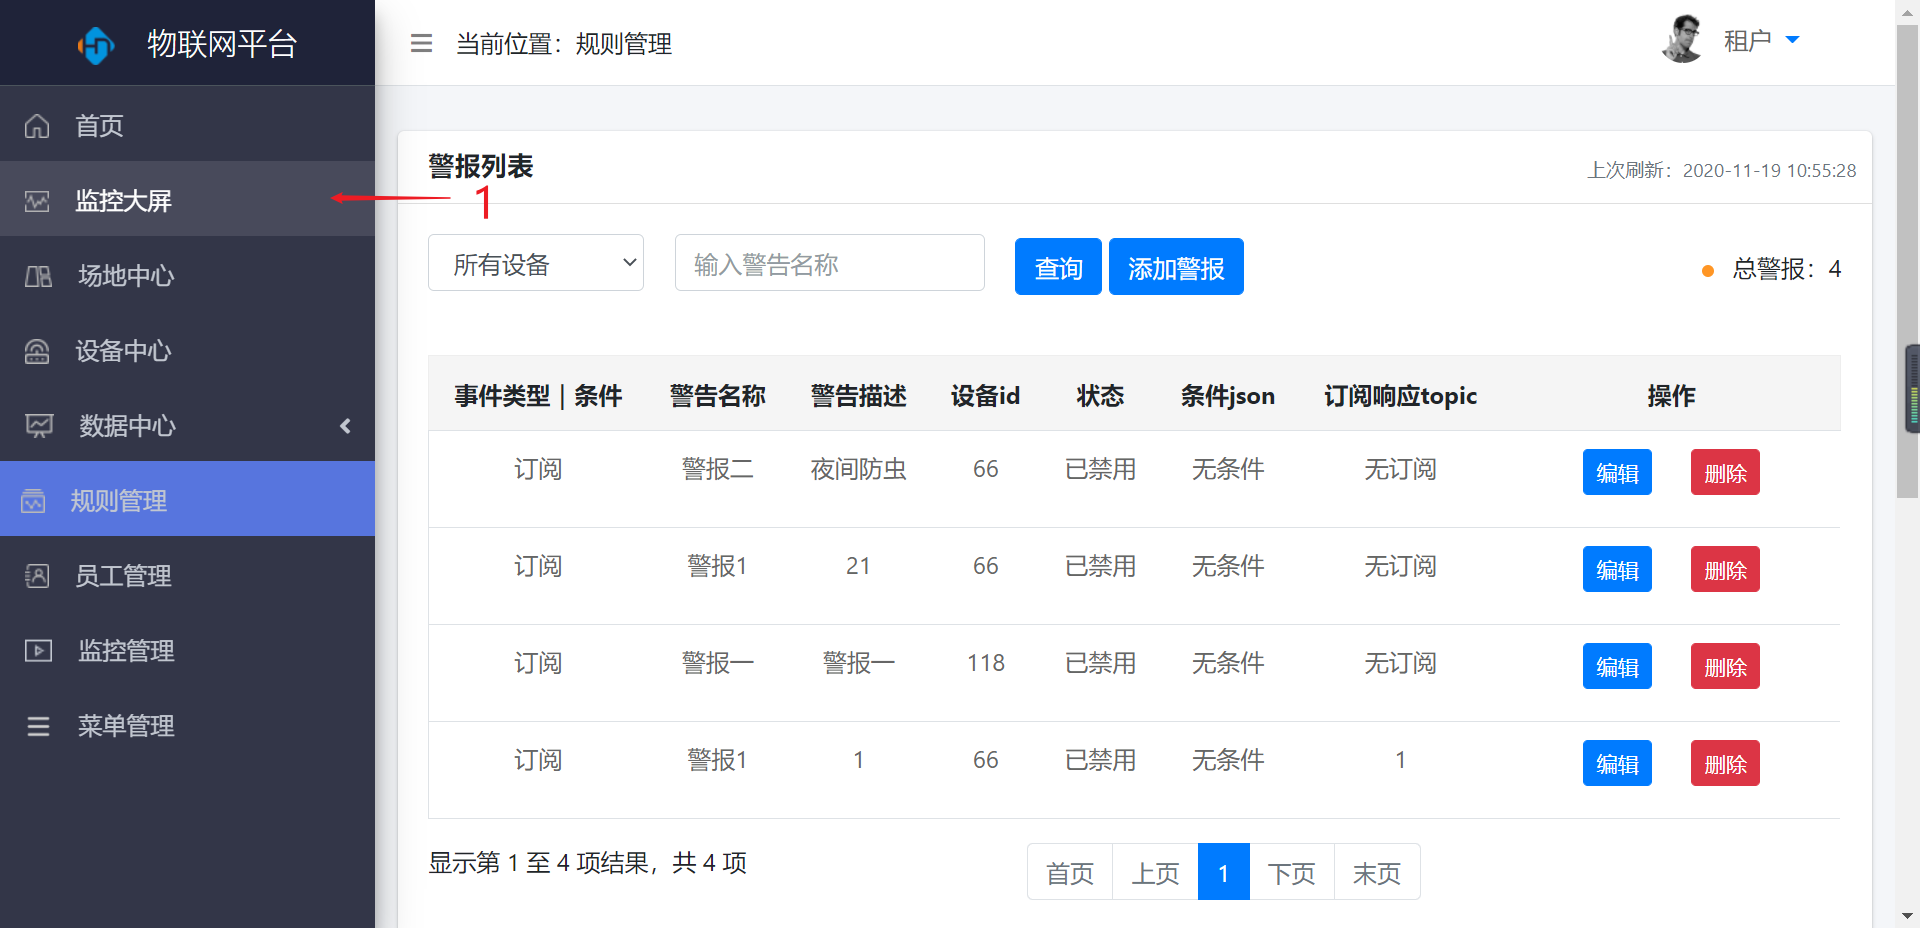 物联网平台
当前位置：规则管理
租户
首页
监控大屏
1
场地中心
设备中心
数据中心
规则管理
员工管理
监控管理
菜单管理
警报列表
上次刷新：2020-11-19 10:55:28
所有设备
输入警告名称
查询
添加警报
总警报：4
事件类型 | 条件 警告名称 警告描述 设备id 状态 条件json 订阅响应topic 操作
订阅 警报二 夜间防虫 66 已禁用 无条件 无订阅 编辑 删除
订阅 警报1 21 66 已禁用 无条件 无订阅 编辑 删除
订阅 警报一 警报一 118 已禁用 无条件 无订阅 编辑 删除
订阅 警报1 1 66 已禁用 无条件 1 编辑 删除
显示第 1 至 4 项结果，共 4 项
首页 上页 1 下页 末页